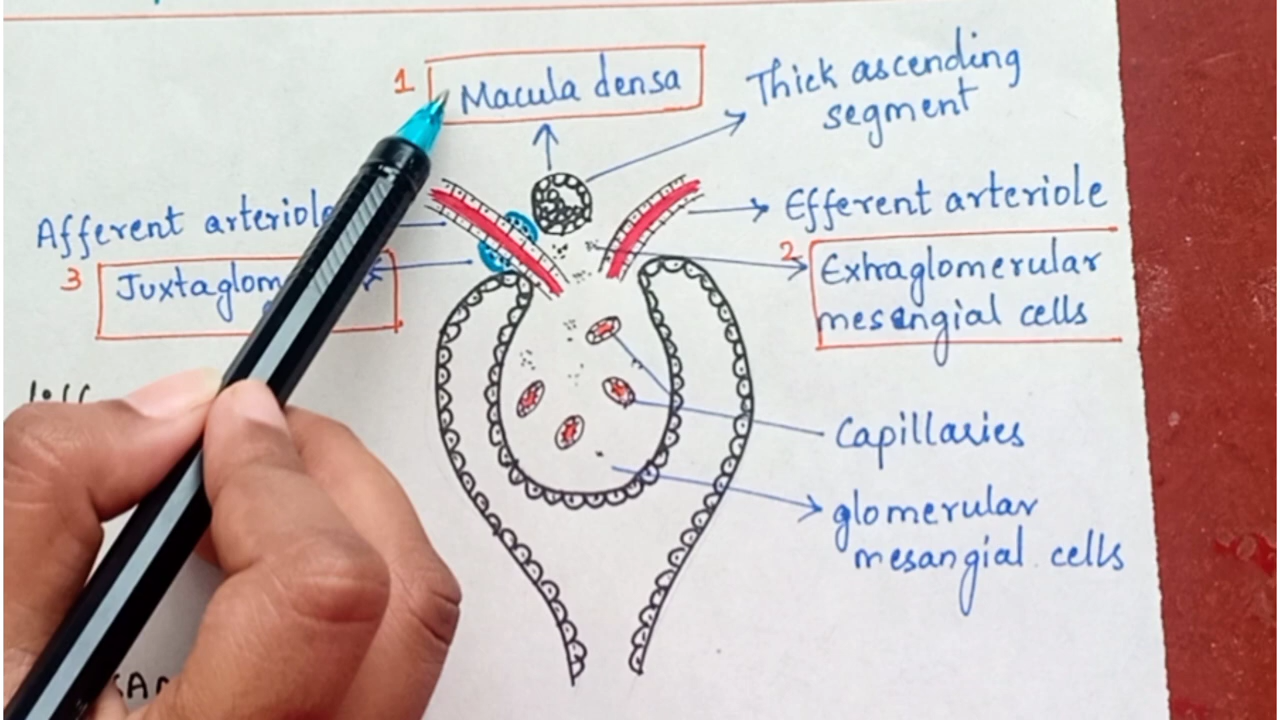 1 Macula densa
Thick ascending
segment
Afferent arteriole
Efferent arteriole
3
2 Extraglomerular
mesangial cells
Capillaries
glomerular
mesangial cells